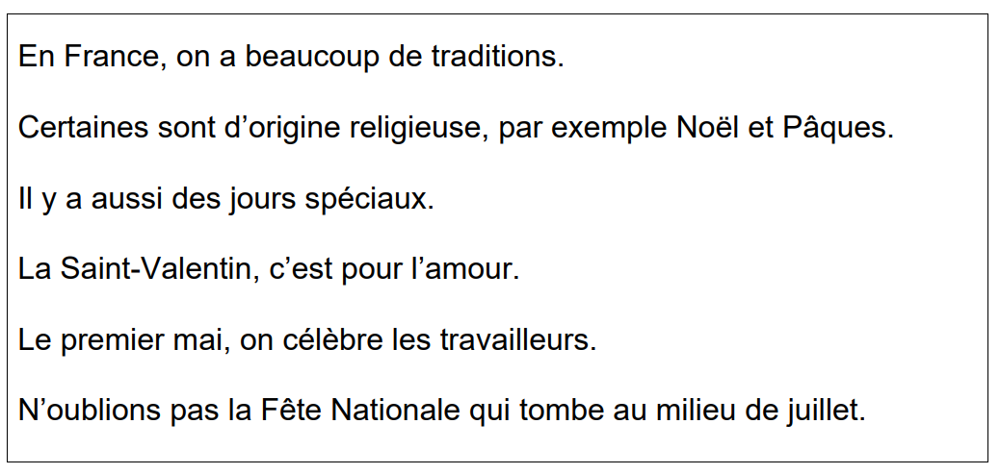 En France, on a beaucoup de traditions.
Certaines sont d’origine religieuse, par exemple Noël et Pâques.
Il y a aussi des jours spéciaux.
La Saint-Valentin, c’est pour l’amour.
Le premier mai, on célèbre les travailleurs.
N’oublions pas la Fête Nationale qui tombe au milieu de juillet.